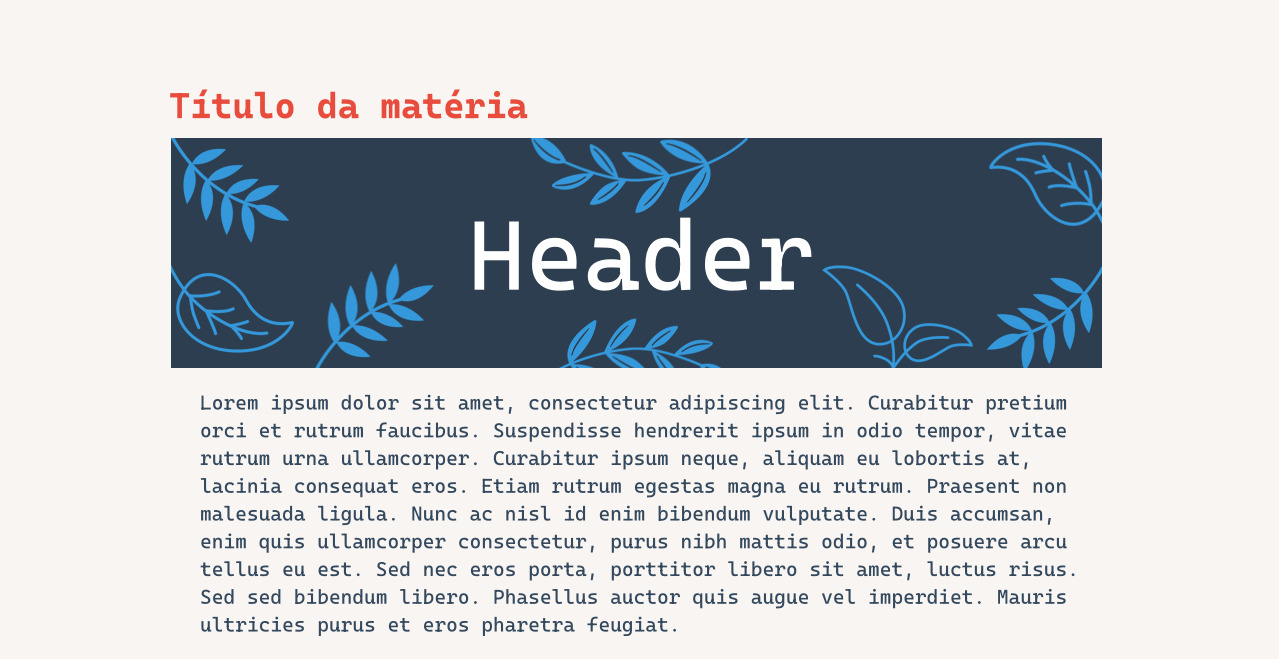 Título da matéria
Header
Lorem ipsum dolor sit amet, consectetur adipiscing elit. Curabitur pretium
orci et rutrum faucibus. Suspendisse hendrerit ipsum in odio tempor, vitae
rutrum urna ullamcorper. Curabitur ipsum neque, aliquam eu lobortis at,
lacinia consequat eros. Etiam rutrum egestas magna eu rutrum. Praesent non
malesuada ligula. Nunc ac nisl id enim bibendum vulputate. Duis accumsan,
enim quis ullamcorper consectetur, purus nibh mattis odio, et posuere arcu
tellus eu est. Sed nec eros porta, porttitor libero sit amet, luctus risus.
Sed sed bibendum libero. Phasellus auctor quis augue vel imperdiet. Mauris
ultricies purus et eros pharetra feugiat.